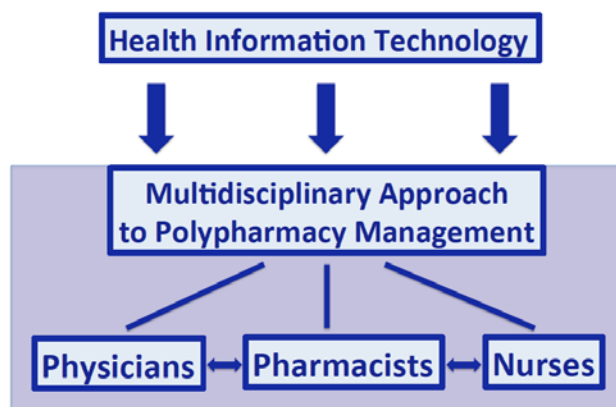 Health Information Technology
Multidisciplinary Approach
to Polypharmacy Management
Physicians
Pharmacists
Nurses